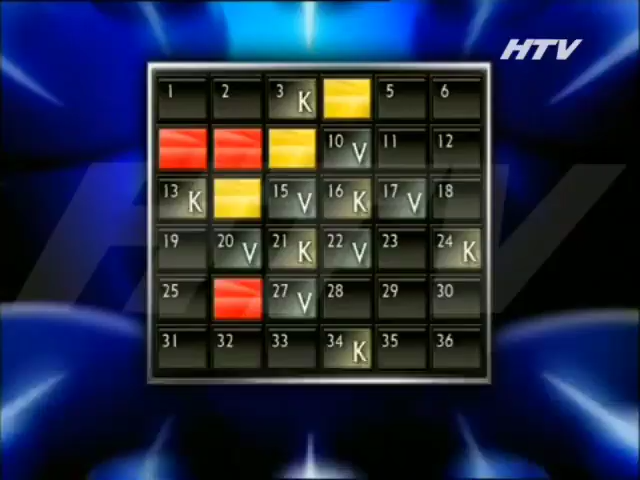 HTV
1 2 3 K 5 6
10 V 11 12
13 K 15 V 16 K 17 V 18
19 20 V 21 K 22 V 23 24 K
25 27 V 28 29 30
31 32 33 34 K 35 36
HTV